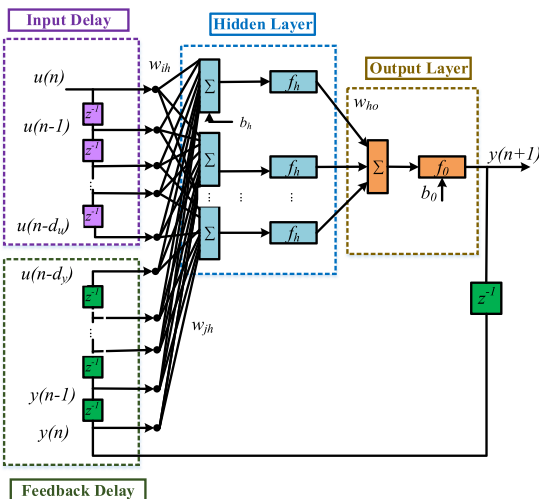 Input Delay
Hidden Layer
Output Layer
u(n)
u(n-1)
u(n-d_u)
z^-1
z^-1
z^-1
w_ih
Σ
Σ
Σ
b_h
f_h
f_h
f_h
...
...
w_ho
Σ
f_0
b_0
y(n+1)
z^-1
u(n-d_y)
z^-1
z^-1
z^-1
y(n-1)
y(n)
w_jh
Feedback Delay